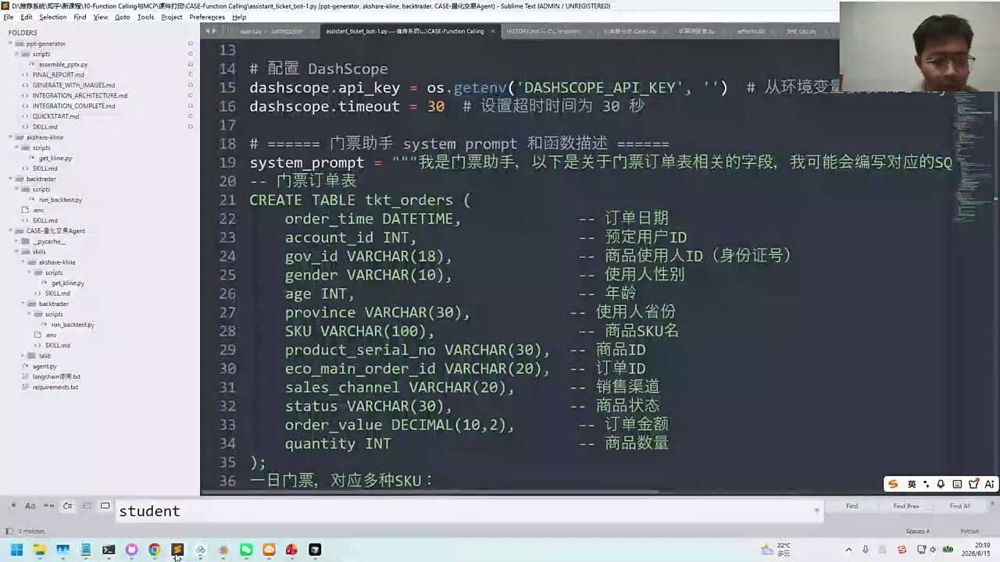 D:\推荐系统\知乎\新课程\10-Function Calling与MCP\课件打印\CASE-Function Calling\assistant_ticket_bot-1.py (ppt-generator, akshare-kline, backtrader, CASE-量化交易Agent) - Sublime Text (ADMIN / UNREGISTERED)
File Edit Selection Find View Goto Tools Project Preferences Help
FOLDERS
ppt-generator
scripts
assemble_pptx.py
FINAL_REPORT.md
GENERATE_WITH_IMAGES.md
INTEGRATION_ARCHITECTURE.md
INTEGRATION_COMPLETE.md
QUICKSTART.md
SKILL.md
akshare-kline
scripts
get_kline.py
SKILL.md
backtrader
scripts
run_backtest.py
.env
SKILL.md
CASE-量化交易Agent
__pycache__
skills
akshare-kline
scripts
get_kline.py
SKILL.md
backtrader
scripts
run_backtest.py
.env
SKILL.md
talib
agent.py
langchain使用.txt
requirements.txt
assistant_ticket_bot-1.py — 推荐系统\...\CASE-Function Calling
test_calc.py
13
14 # 配置 DashScope
15 dashscope.api_key = os.getenv('DASHSCOPE_API_KEY', '') # 从环境变量
16 dashscope.timeout = 30 # 设置超时时间为 30 秒
17
18 # ====== 门票助手 system prompt 和函数描述 ======
19 system_prompt = """我是门票助手，以下是关于门票订单表相关的字段，我可能会编写对应的SQ
20 -- 门票订单表
21 CREATE TABLE tkt_orders (
22 order_time DATETIME, -- 订单日期
23 account_id INT, -- 预定用户ID
24 gov_id VARCHAR(18), -- 商品使用人ID（身份证号）
25 gender VARCHAR(10), -- 使用人性别
26 age INT, -- 年龄
27 province VARCHAR(30), -- 使用人省份
28 SKU VARCHAR(100), -- 商品SKU名
29 product_serial_no VARCHAR(30), -- 商品ID
30 eco_main_order_id VARCHAR(20), -- 订单ID
31 sales_channel VARCHAR(20), -- 销售渠道
32 status VARCHAR(30), -- 商品状态
33 order_value DECIMAL(10,2), -- 订单金额
34 quantity INT -- 商品数量
35 );
36 一日门票，对应多种SKU：
英
Ai
Aa student Find Find Prev Find All
Spaces: 4 Python
22°C
多云
20:19
2026/6/15